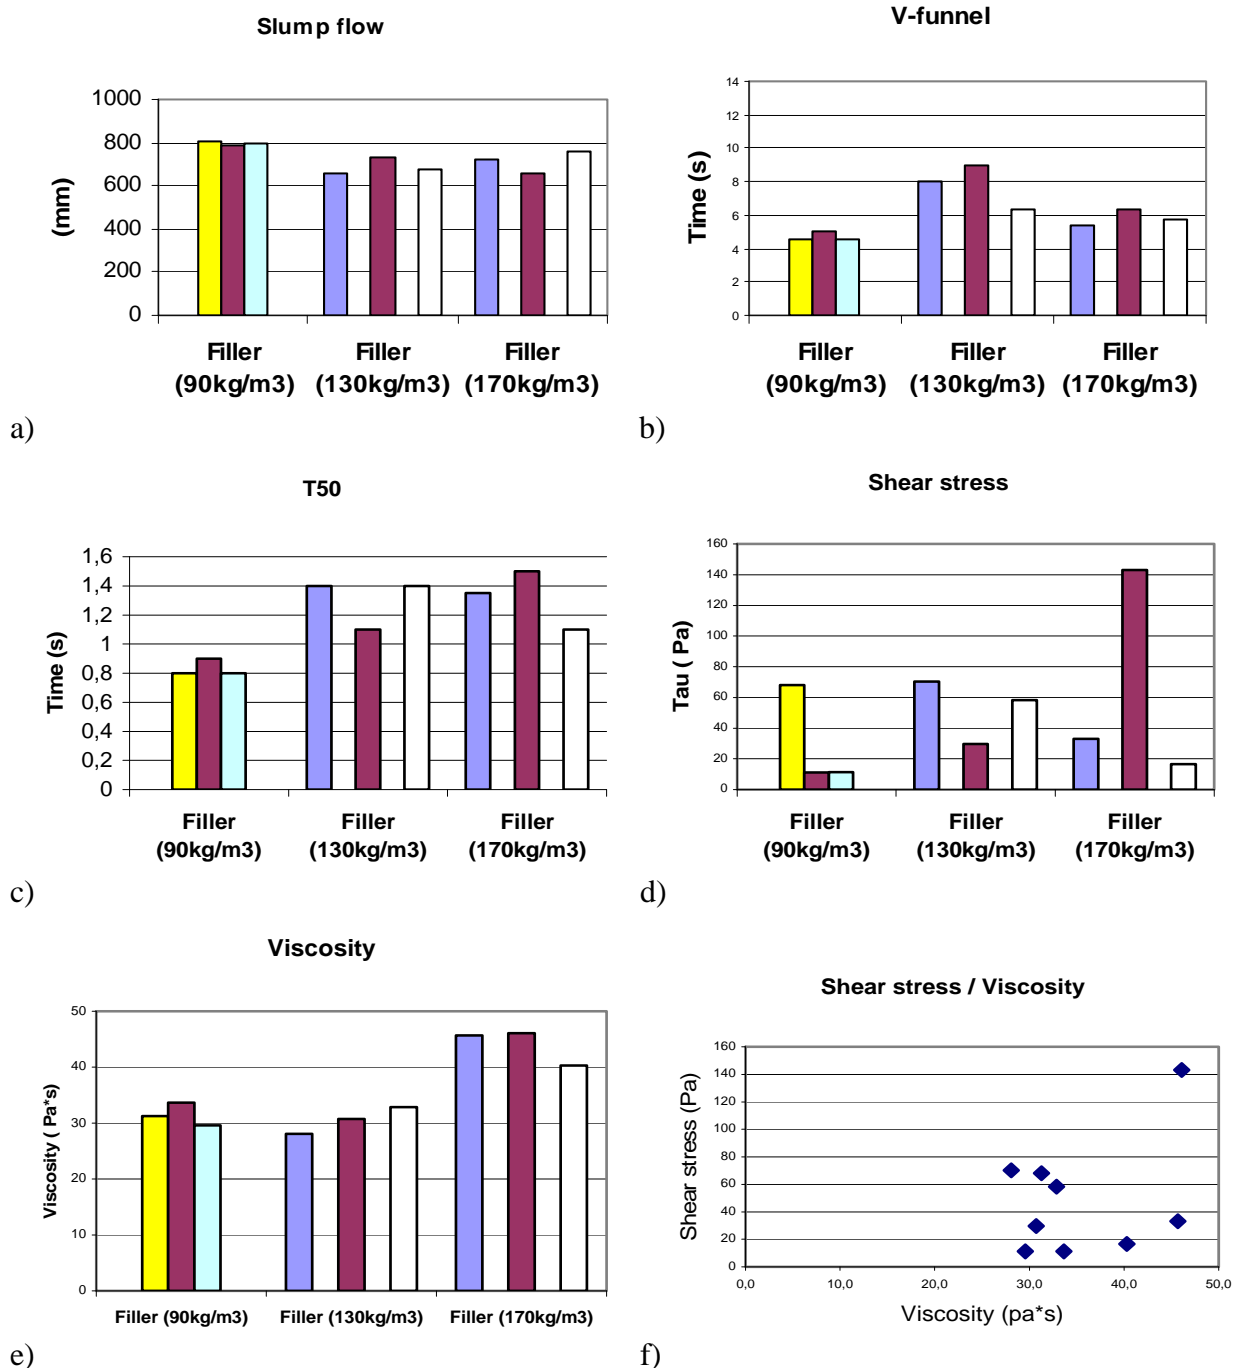 Slump flow
(mm)
1000
800
600
400
200
0
Filler
(90kg/m3)
Filler
(130kg/m3)
Filler
(170kg/m3)
a)
V-funnel
Time (s)
14
12
10
8
6
4
2
0
Filler
(90kg/m3)
Filler
(130kg/m3)
Filler
(170kg/m3)
b)
T50
Time (s)
1,6
1,4
1,2
1
0,8
0,6
0,4
0,2
0
Filler
(90kg/m3)
Filler
(130kg/m3)
Filler
(170kg/m3)
c)
Shear stress
Tau ( Pa)
160
140
120
100
80
60
40
20
0
Filler
(90kg/m3)
Filler
(130kg/m3)
Filler
(170kg/m3)
d)
Viscosity
Viscosity ( Pa*s)
50
40
30
20
10
0
Filler (90kg/m3)
Filler (130kg/m3)
Filler (170kg/m3)
e)
Shear stress / Viscosity
Shear stress (Pa)
160
140
120
100
80
60
40
20
0
0,0
10,0
20,0
30,0
40,0
50,0
Viscosity (pa*s)
f)